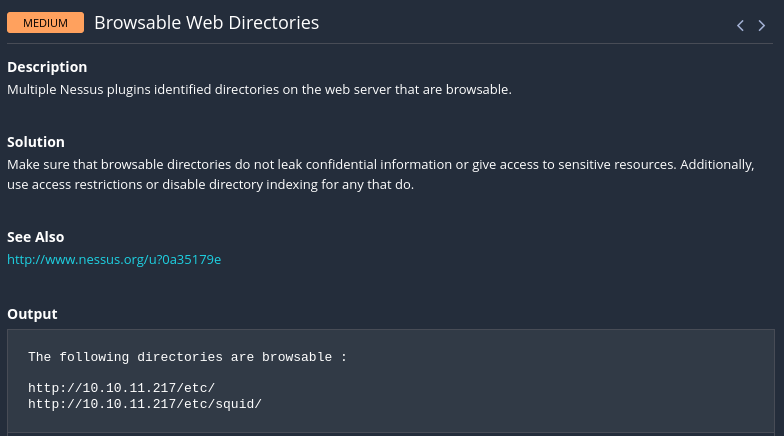 MEDIUM Browsable Web Directories
Description
Multiple Nessus plugins identified directories on the web server that are browsable.
Solution
Make sure that browsable directories do not leak confidential information or give access to sensitive resources. Additionally,
use access restrictions or disable directory indexing for any that do.
See Also
http://www.nessus.org/u?0a35179e
Output
The following directories are browsable :
http://10.10.11.217/etc/
http://10.10.11.217/etc/squid/